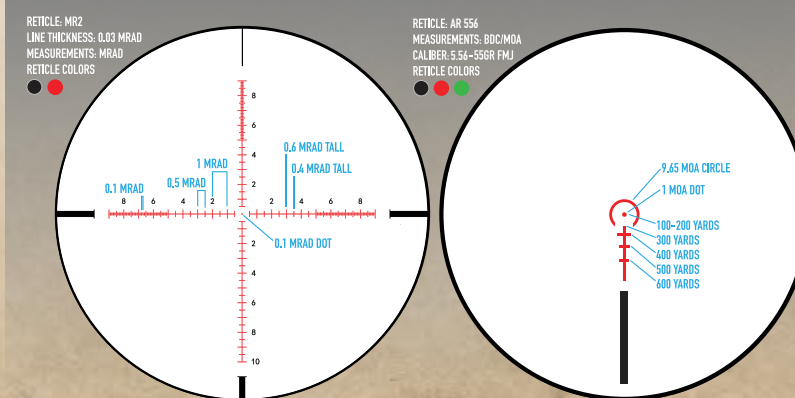 RETICLE: MR2
LINE THICKNESS: 0.03 MRAD
MEASUREMENTS: MRAD
RETICLE COLORS
8
6
4
2
0.6 MRAD TALL
0.4 MRAD TALL
1 MRAD
0.5 MRAD
0.1 MRAD
8 6 4 2 2 4 6 8
0.1 MRAD DOT
2
4
6
8
10
RETICLE: AR 556
MEASUREMENTS: BDC/MOA
CALIBER: 5.56-55GR FMJ
RETICLE COLORS
9.65 MOA CIRCLE
1 MOA DOT
100-200 YARDS
300 YARDS
400 YARDS
500 YARDS
600 YARDS